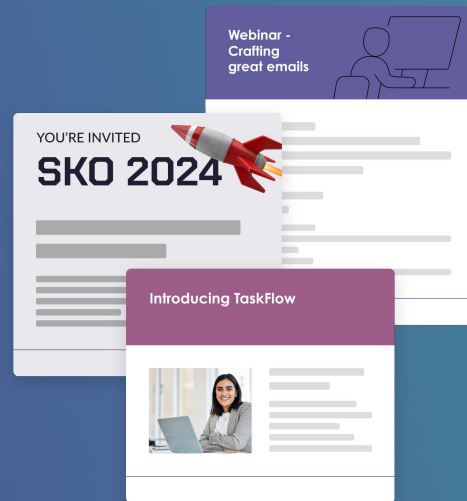 Webinar -
Crafting
great emails
YOU'RE INVITED
SKO 2024
Introducing TaskFlow